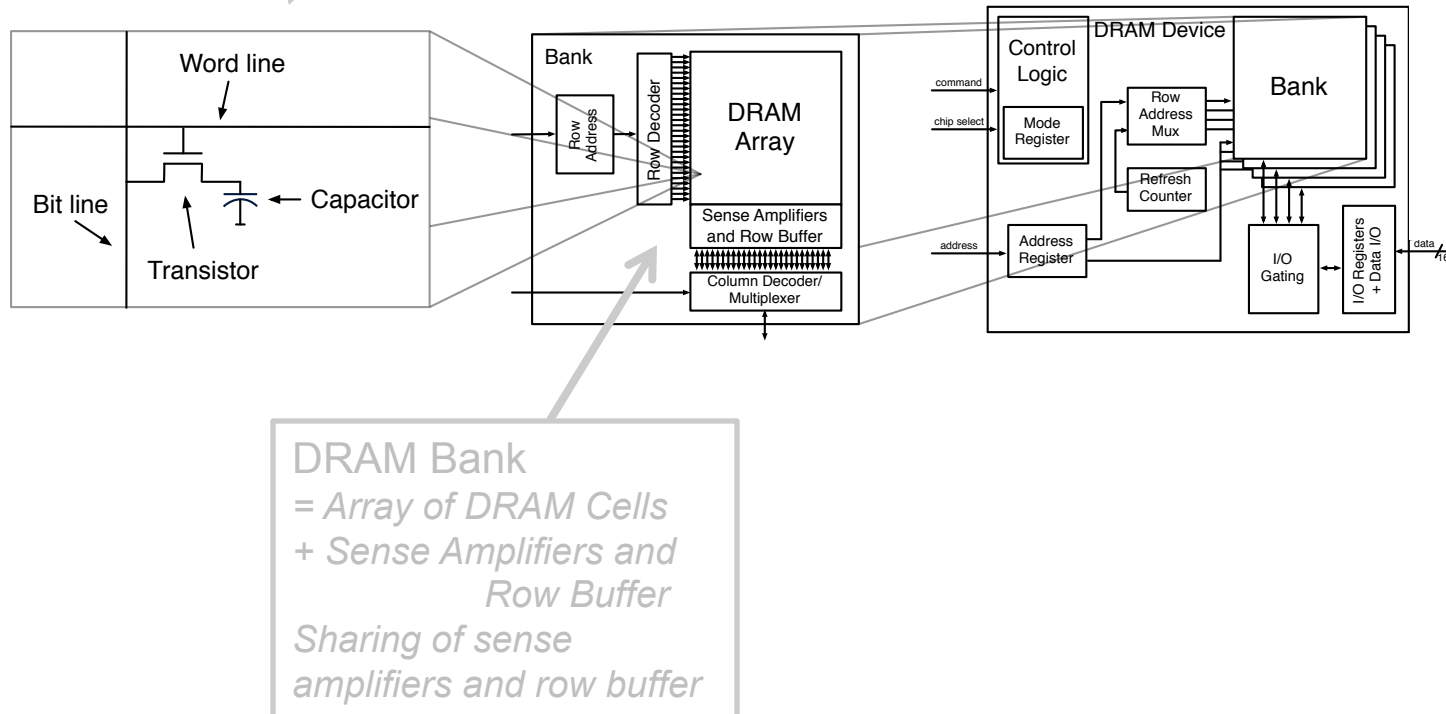 Word line
Bit line
Capacitor
Transistor
Bank
Row
Address
Row Decoder
DRAM
Array
Sense Amplifiers
and Row Buffer
Column Decoder/
Multiplexer
DRAM Device
command
chip select
address
Control
Logic
Mode
Register
Address
Register
Row
Address
Mux
Refresh
Counter
Bank
I/O
Gating
I/O Registers
+ Data I/O
data
16
DRAM Bank
= Array of DRAM Cells
+ Sense Amplifiers and
Row Buffer
Sharing of sense
amplifiers and row buffer